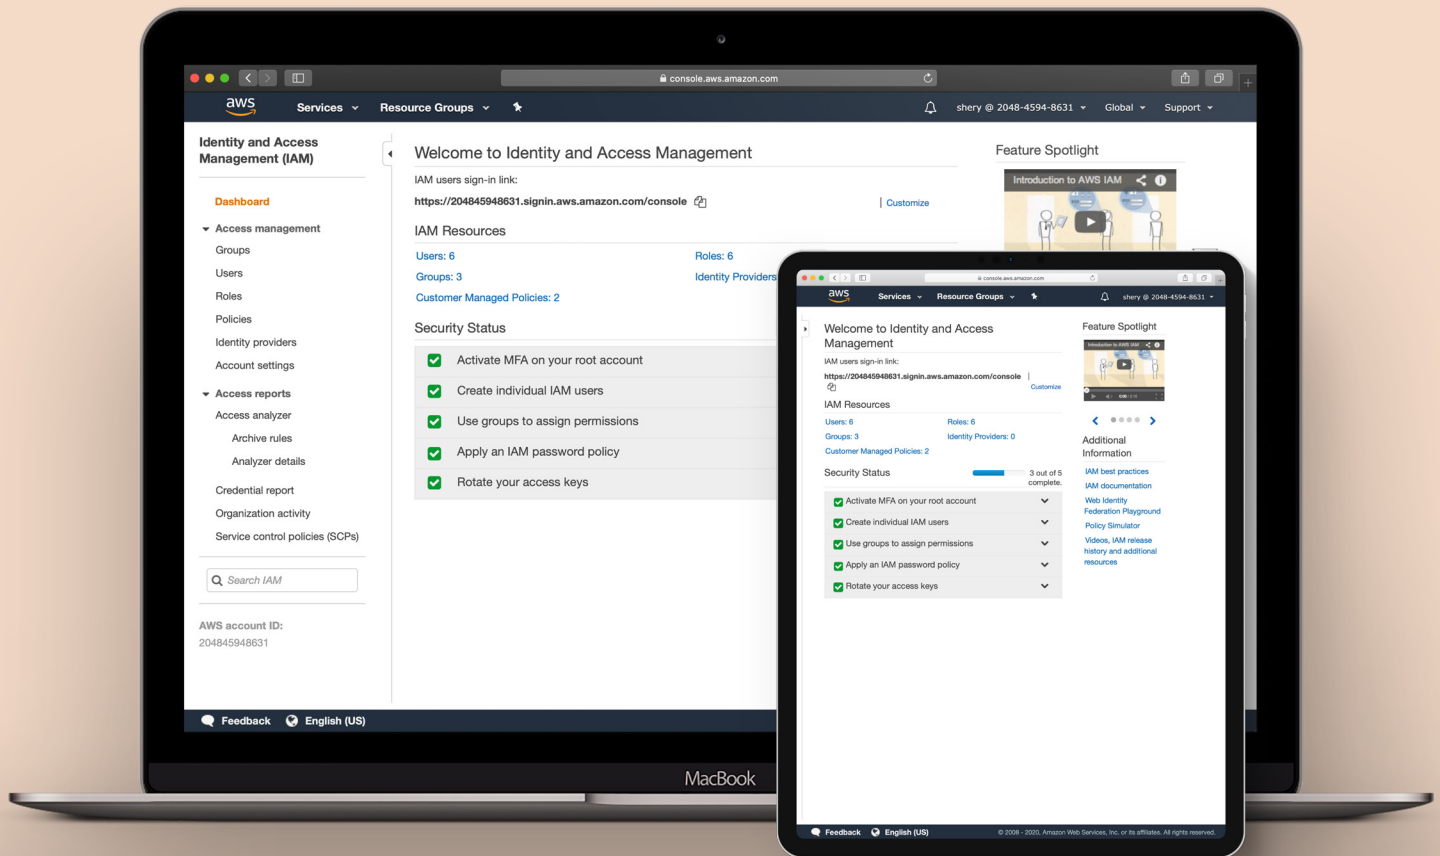 console.aws.amazon.com
aws Services Resource Groups shery @ 2048-4594-8631 Global Support
Identity and Access
Management (IAM)
Dashboard
Access management
Groups
Users
Roles
Policies
Identity providers
Account settings
Access reports
Access analyzer
Archive rules
Analyzer details
Credential report
Organization activity
Service control policies (SCPs)
Search IAM
AWS account ID:
204845948631
Welcome to Identity and Access Management
IAM users sign-in link:
https://204845948631.signin.aws.amazon.com/console | Customize
IAM Resources
Users: 6 Roles: 6
Groups: 3 Identity Providers
Customer Managed Policies: 2
Security Status
Activate MFA on your root account
Create individual IAM users
Use groups to assign permissions
Apply an IAM password policy
Rotate your access keys
Feature Spotlight
Introduction to AWS IAM
Feedback English (US)
MacBook
console.aws.amazon.com
aws Services Resource Groups shery @ 2048-4594-8631
Welcome to Identity and Access
Management
IAM users sign-in link:
https://204845948631.signin.aws.amazon.com/console |
Customize
IAM Resources
Users: 6 Roles: 6
Groups: 3 Identity Providers: 0
Customer Managed Policies: 2
Security Status 3 out of 5
complete.
Activate MFA on your root account
Create individual IAM users
Use groups to assign permissions
Apply an IAM password policy
Rotate your access keys
Feature Spotlight
Introduction to AWS IAM
Additional
Information
IAM best practices
IAM documentation
Web Identity
Federation Playground
Policy Simulator
Videos, IAM release
history and additional
resources
Feedback English (US) © 2008 - 2020, Amazon Web Services, Inc. or its affiliates. All rights reserved.